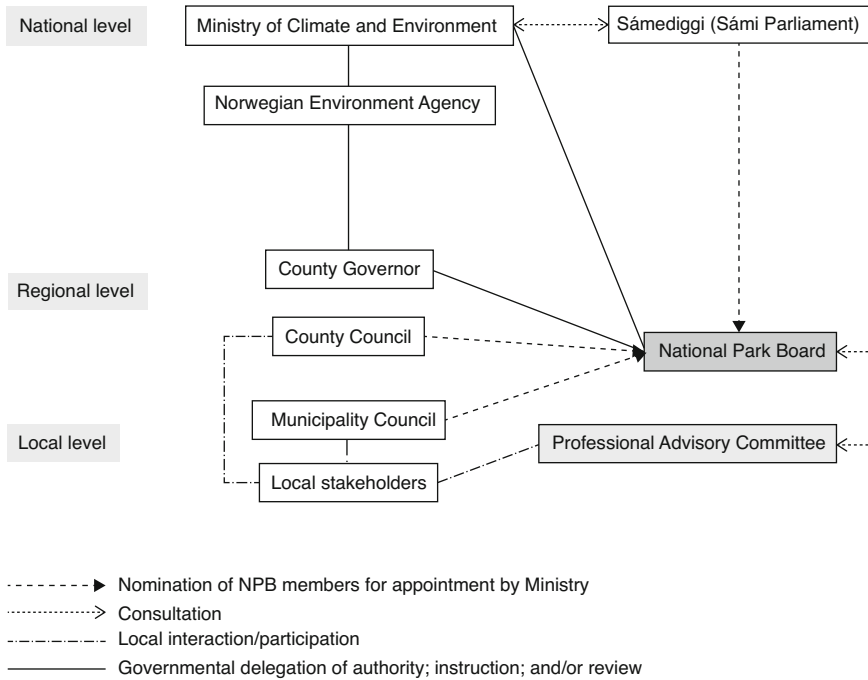 National level
Ministry of Climate and Environment
Sámediggi (Sámi Parliament)
Norwegian Environment Agency
County Governor
Regional level
County Council
National Park Board
Municipality Council
Local level
Professional Advisory Committee
Local stakeholders
Nomination of NPB members for appointment by Ministry
Consultation
Local interaction/participation
Governmental delegation of authority; instruction; and/or review